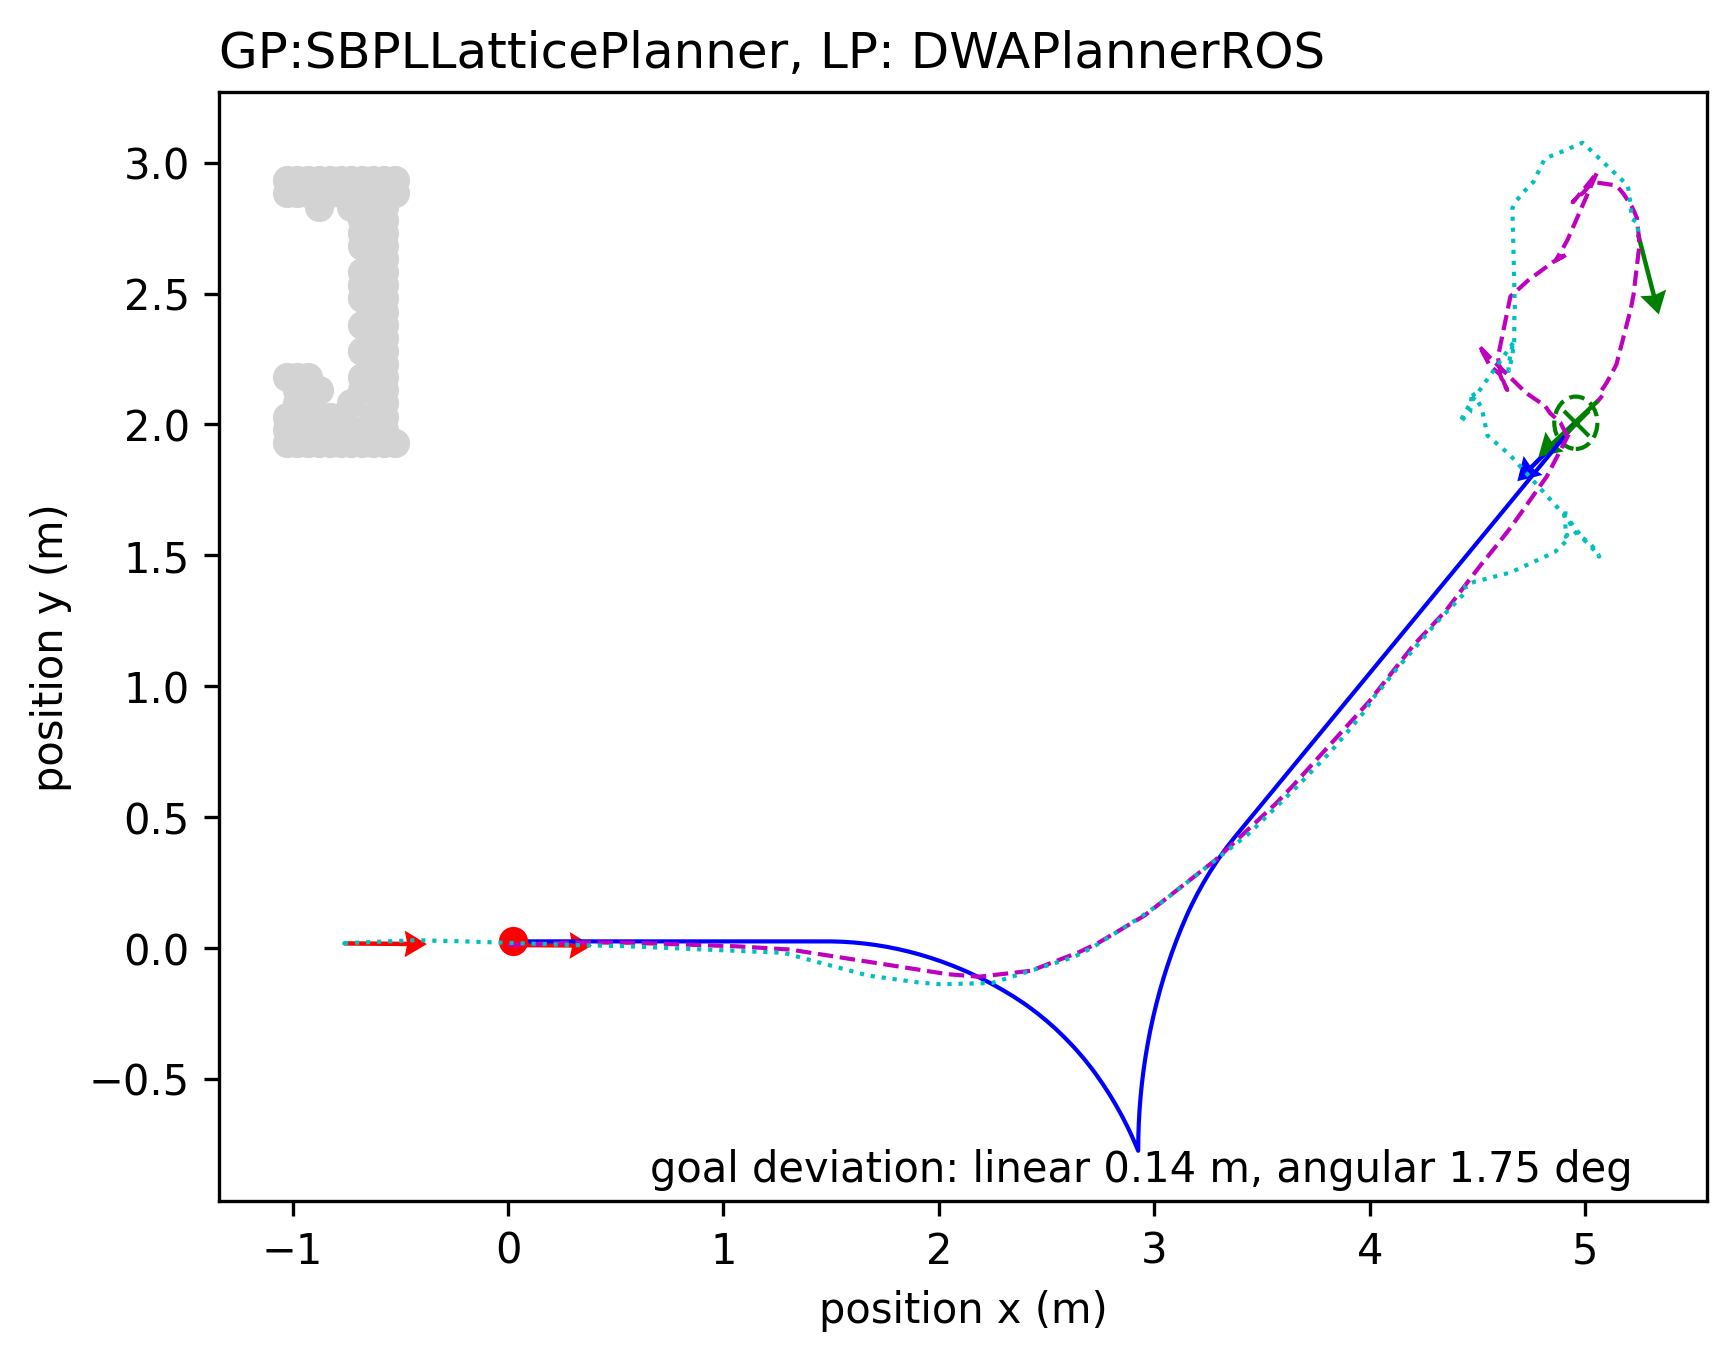 GP:SBPLLatticePlanner, LP: DWAPlannerROS
3.0
2.5
2.0
1.5
1.0
0.5
0.0
−0.5
position y (m)
goal deviation: linear 0.14 m, angular 1.75 deg
−1 0 1 2 3 4 5
position x (m)